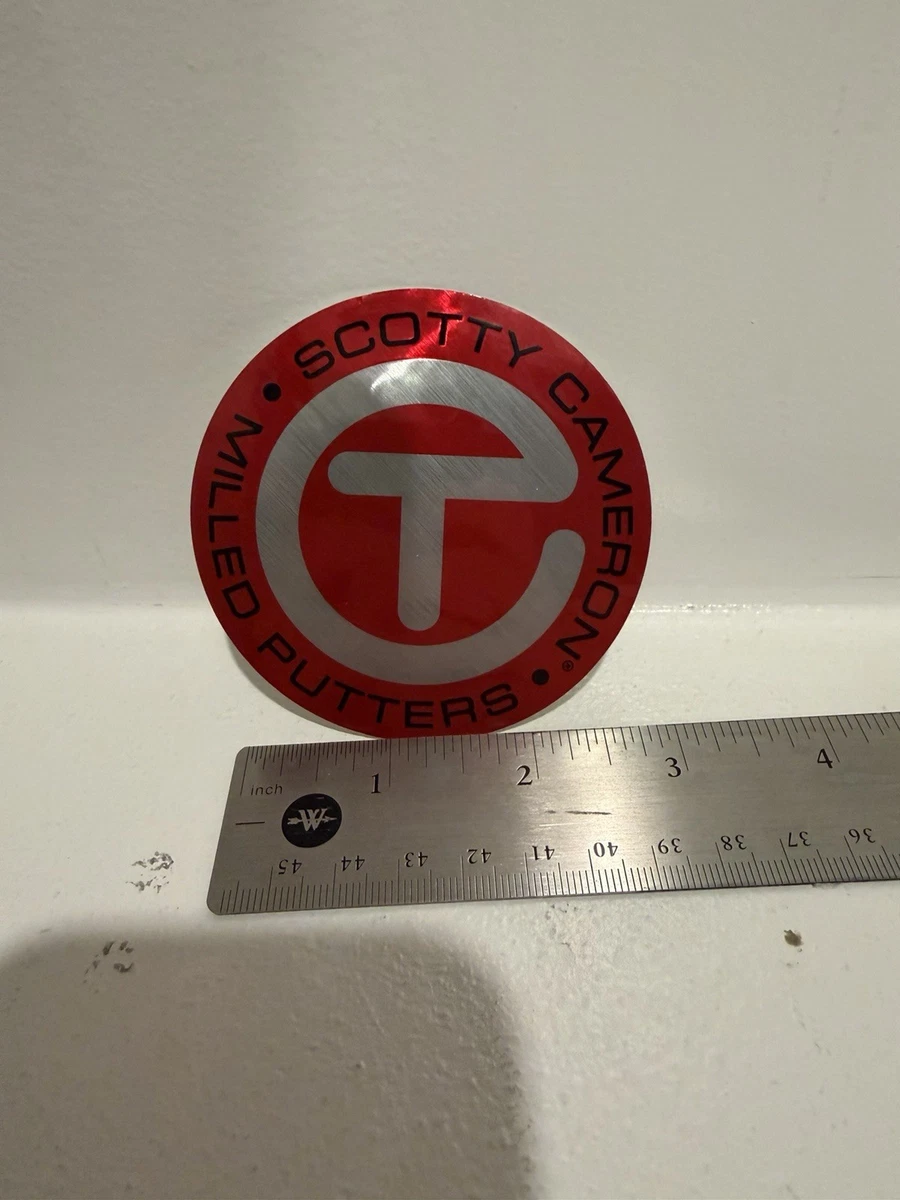 • SCOTTY CAMERON ® • MILLED PUTTERS
T
inch 1 2 3 4
W
45 44 43 42 41 40 39 38 37 36